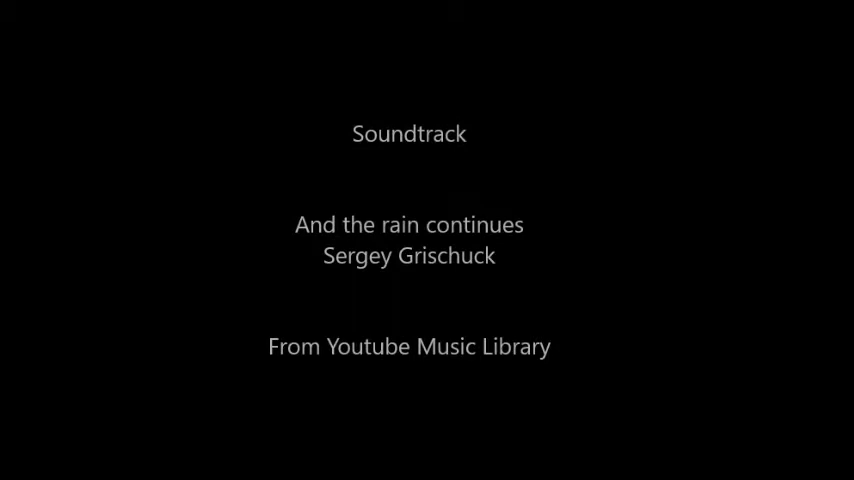 Soundtrack
And the rain continues
Sergey Grischuck
From Youtube Music Library